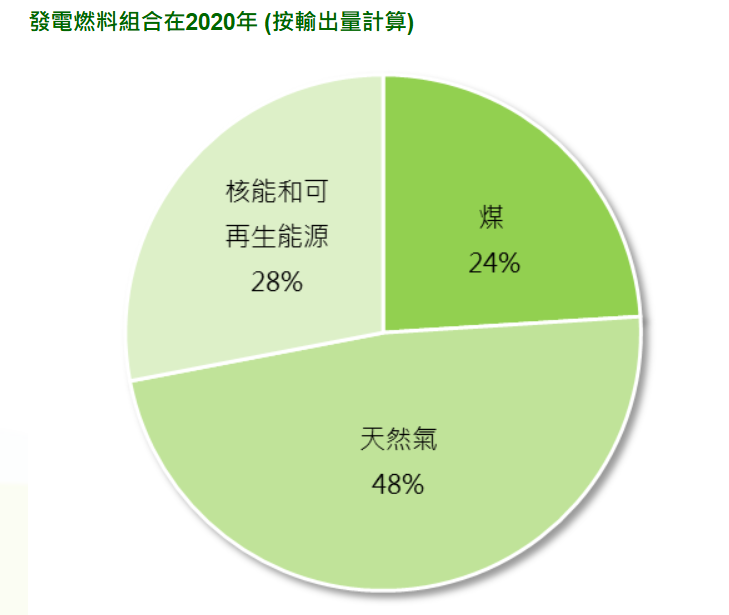 發電燃料組合在2020年 (按輸出量計算)
核能和可
再生能源
28%
煤
24%
天然氣
48%